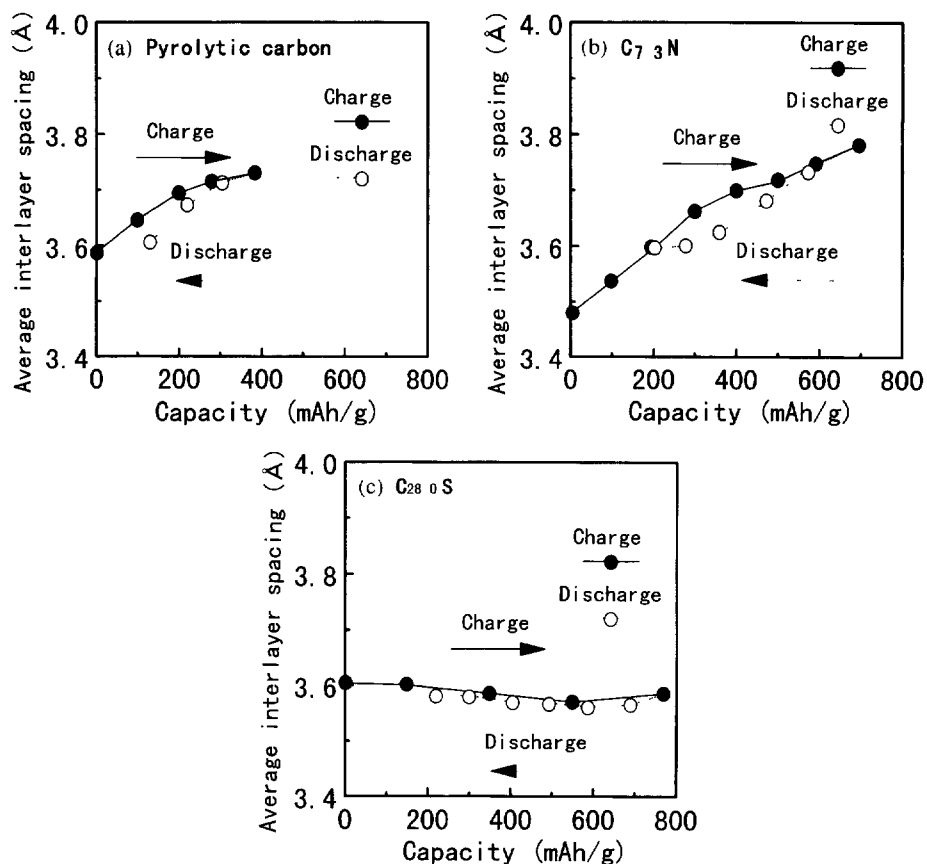 (a) Pyrolytic carbon
Charge
Discharge
Charge
Discharge
Average interlayer spacing (Å)
4.0
3.8
3.6
3.4
0 200 400 600 800
Capacity (mAh/g)
(b) C7 3N
Charge
Discharge
Charge
Discharge
Average interlayer spacing (Å)
4.0
3.8
3.6
3.4
0 200 400 600 800
Capacity (mAh/g)
(c) C28 0S
Charge
Discharge
Charge
Discharge
Average interlayer spacing (Å)
4.0
3.8
3.6
3.4
0 200 400 600 800
Capacity (mAh/g)